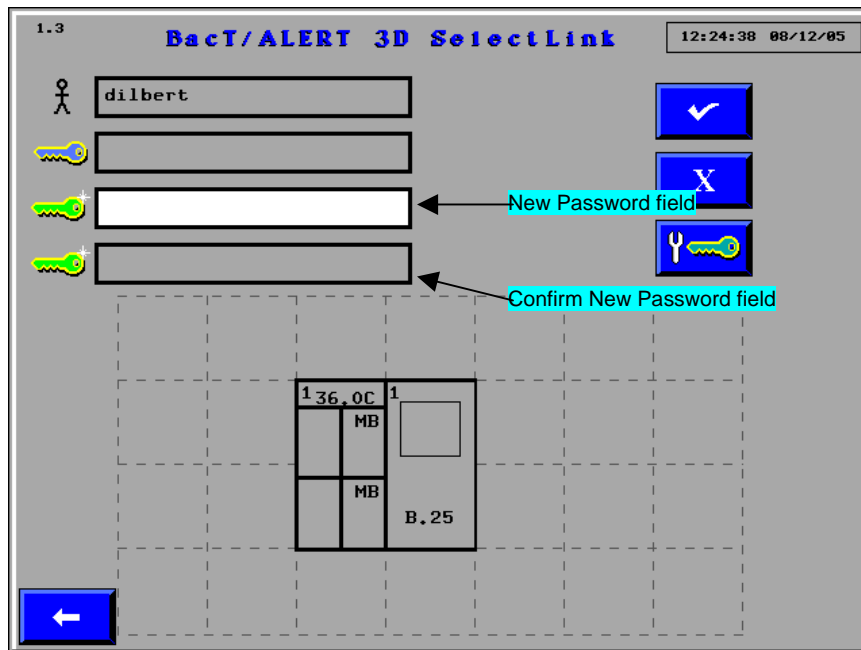 1.3
BacT/ALERT 3D SelectLink
12:24:38 08/12/05
dilbert
X
New Password field
Confirm New Password field
1 36.0C 1
MB
MB
B.25